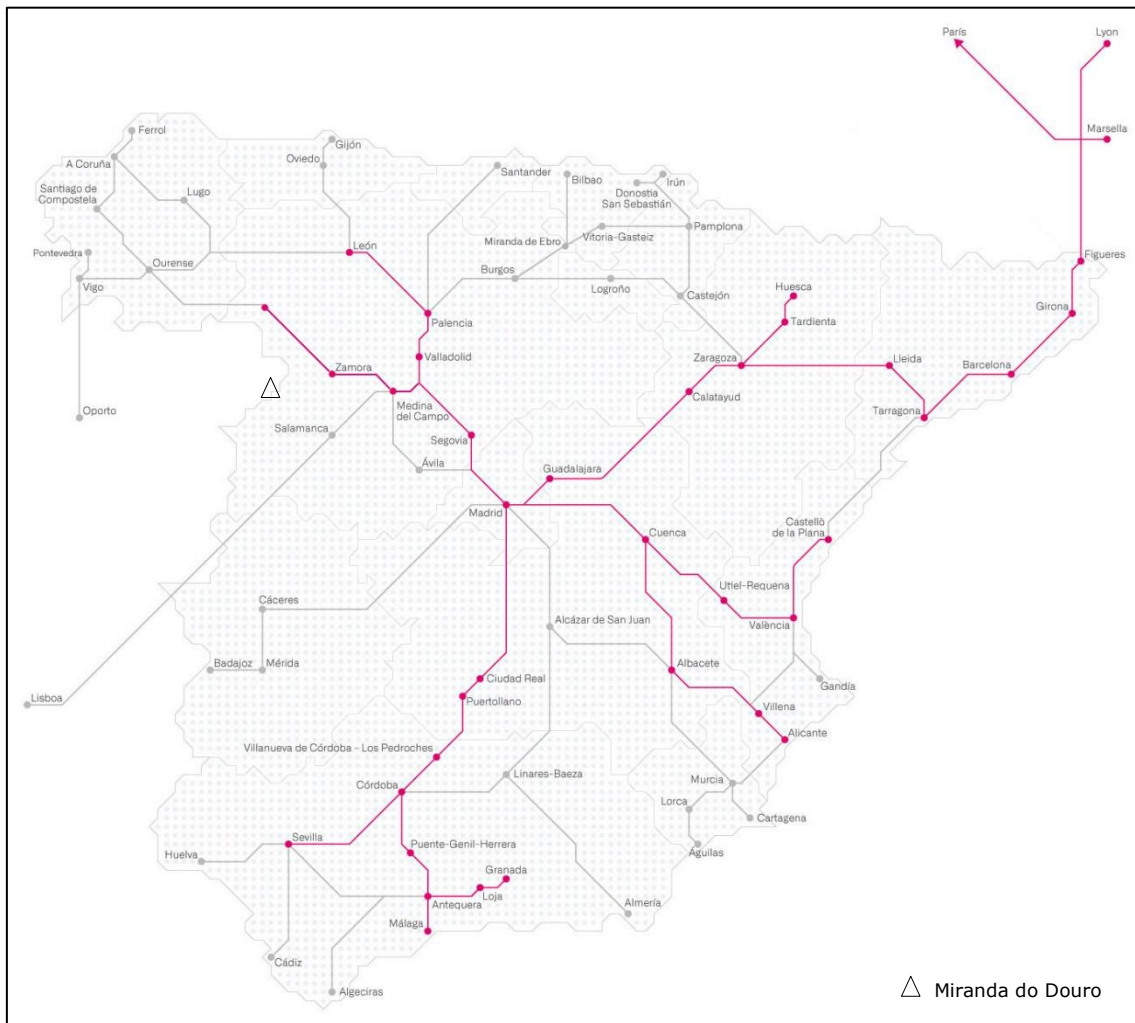 París
Lyon
Marsella
Ferrol
Gijón
A Coruña
Oviedo
Santander
Bilbao
Irún
Donostia
San Sebastián
Santiago de
Compostela
Lugo
Pamplona
Vitoria-Gasteiz
Miranda de Ebro
León
Pontevedra
Ourense
Vigo
Burgos
Logroño
Castejón
Figueres
Huesca
Girona
Palencia
Tardienta
Valladolid
Zaragoza
Lleida
Barcelona
Zamora
Calatayud
Medina
del Campo
Oporto
Tarragona
Salamanca
Segovia
Ávila
Guadalajara
Madrid
Cuenca
Castellò
de la Plana
Utiel-Requena
Cáceres
València
Alcázar de San Juan
Badajoz
Mérida
Albacete
Ciudad Real
Gandía
Lisboa
Puertollano
Villena
Alicante
Villanueva de Córdoba - Los Pedroches
Linares-Baeza
Murcia
Córdoba
Lorca
Cartagena
Sevilla
Puente-Genil-Herrera
Águilas
Huelva
Granada
Loja
Antequera
Almería
Málaga
Cádiz
Algeciras
Miranda do Douro